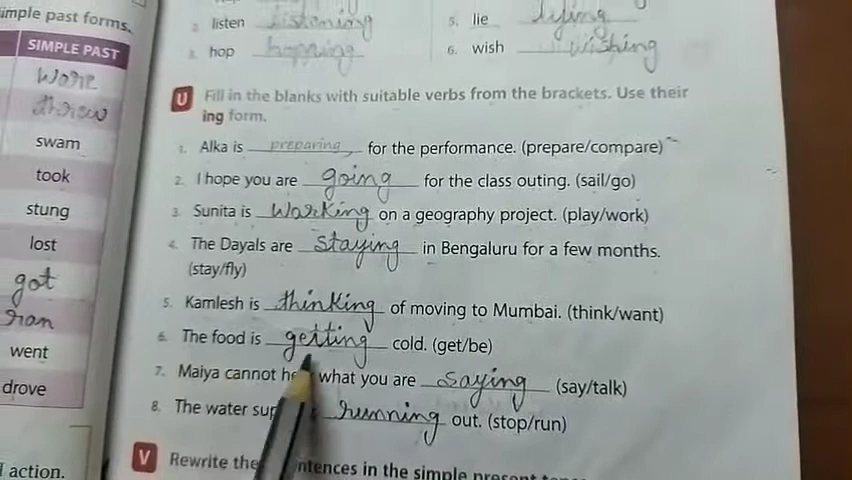 imple past forms.
SIMPLE PAST
wore
threw
swam
took
stung
lost
got
ran
went
drove
action.
2. listen listening
3. hop hopping
5. lie lying
6. wish wishing
U Fill in the blanks with suitable verbs from the brackets. Use their
ing form.
1. Alka is preparing for the performance. (prepare/compare)
2. I hope you are going for the class outing. (sail/go)
3. Sunita is working on a geography project. (play/work)
4. The Dayals are staying in Bengaluru for a few months.
(stay/fly)
5. Kamlesh is thinking of moving to Mumbai. (think/want)
6. The food is getting cold. (get/be)
7. Maiya cannot he what you are saying (say/talk)
8. The water sup running out. (stop/run)
V Rewrite the ntences in the simple present